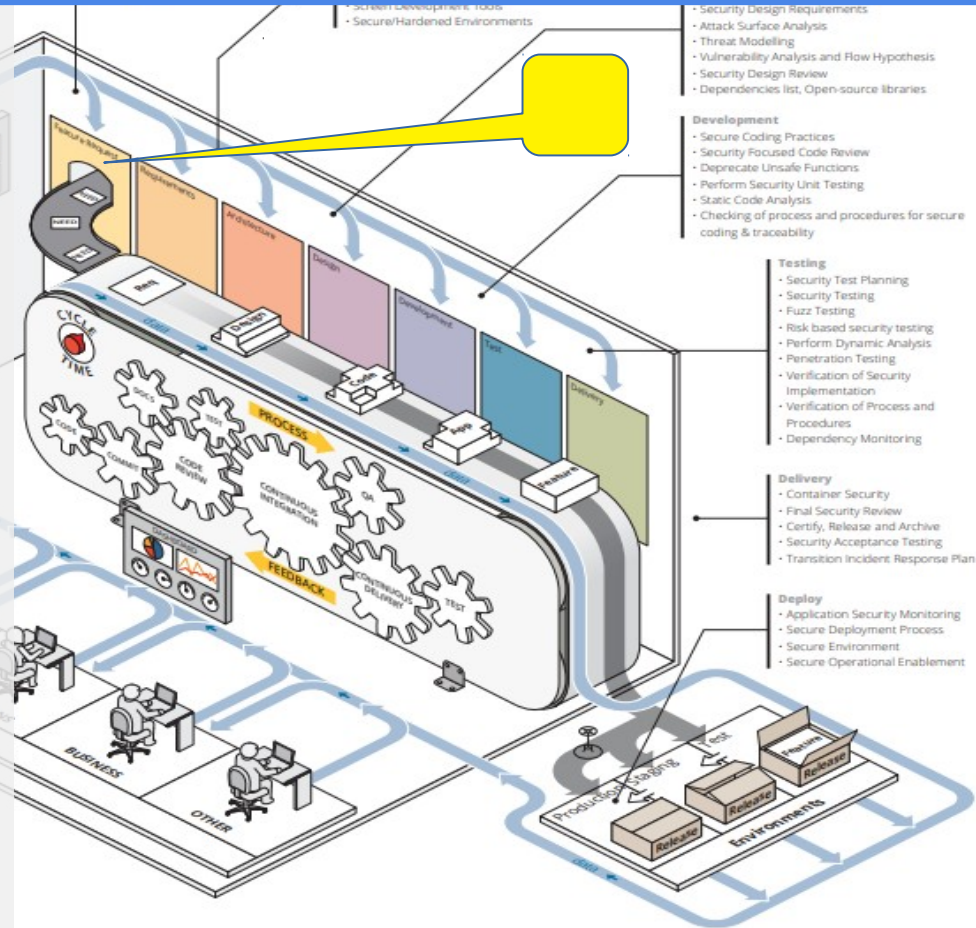 · Screen Development Tools
· Secure/Hardened Environments
· Security Design Requirements
· Attack Surface Analysis
· Threat Modelling
· Vulnerability Analysis and Flow Hypothesis
· Security Design Review
· Dependencies list, Open-source libraries
Development
· Secure Coding Practices
· Security Focused Code Review
· Deprecate Unsafe Functions
· Perform Security Unit Testing
· Static Code Analysis
· Checking of process and procedures for secure
coding & traceability
Testing
· Security Test Planning
· Security Testing
· Fuzz Testing
· Risk based security testing
· Perform Dynamic Analysis
· Penetration Testing
· Verification of Security
Implementation
· Verification of Process and
Procedures
· Dependency Monitoring
Delivery
· Container Security
· Final Security Review
· Certify, Release and Archive
· Security Acceptance Testing
· Transition Incident Response Plan
Deploy
· Application Security Monitoring
· Secure Deployment Process
· Secure Environment
· Secure Operational Enablement
Feature Request
Requirements
Architecture
Design
Development
Test
Delivery
NEED
NEED
NEED
Req
Design
Code
App
Feature
data
data
CYCLE
TIME
DOCS
TEST
CODE
COMMIT
CODE
REVIEW
PROCESS
CONTINUOUS
INTEGRATION
QA
FEEDBACK
CONTINUOUS
DELIVERY
TEST
DASHBOARD
BUSINESS
OTHER
Production
Staging
Test
Release
Release
Feature
Release
Environments
data